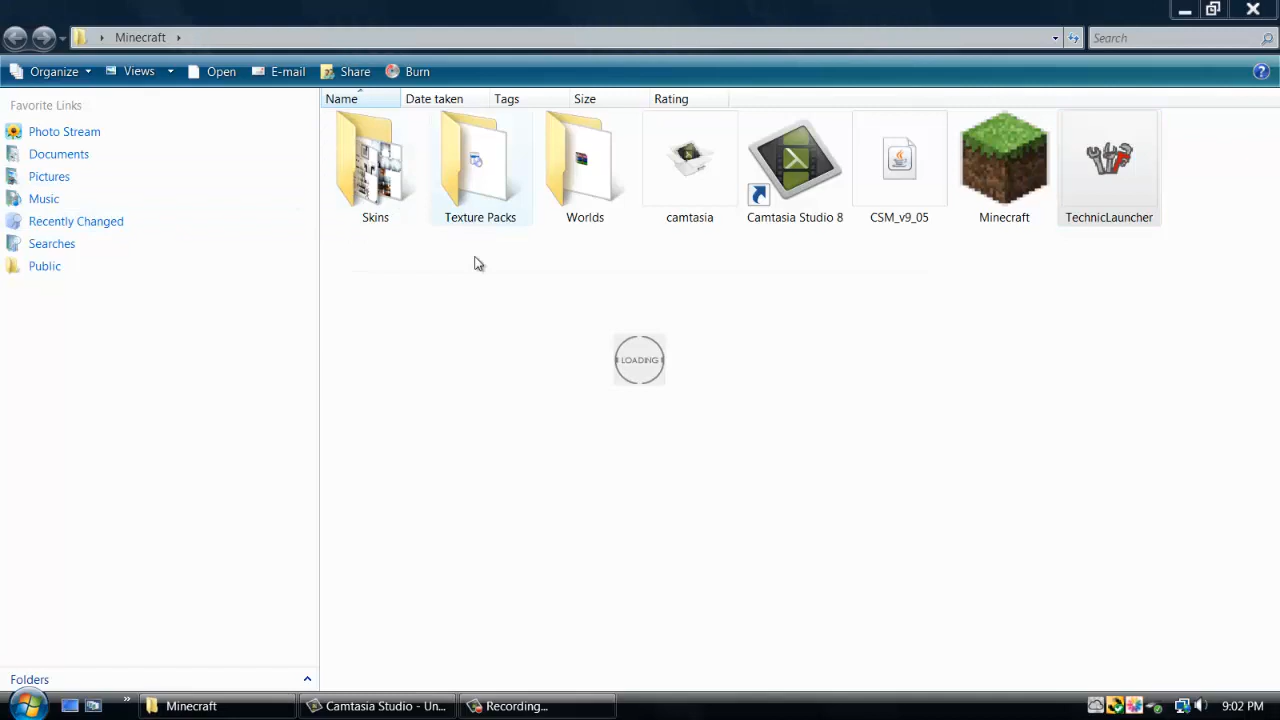 Minecraft
Search
Organize
Views
Open
E-mail
Share
Burn
Favorite Links
Photo Stream
Documents
Pictures
Music
Recently Changed
Searches
Public
Name
Date taken
Tags
Size
Rating
Skins
Texture Packs
Worlds
camtasia
Camtasia Studio 8
CSM_v9_05
Minecraft
TechnicLauncher
LOADING
Folders
Minecraft
Camtasia Studio - Un...
Recording...
9:02 PM